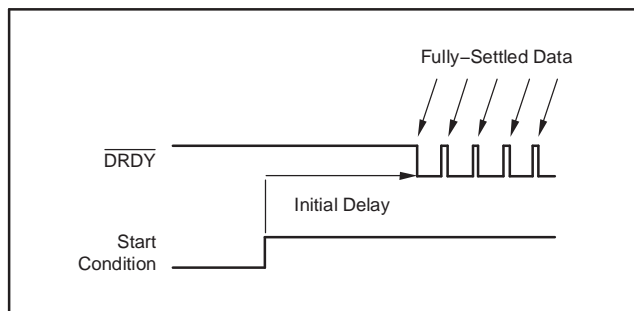 Fully−Settled Data
DRDY
Initial Delay
Start
Condition